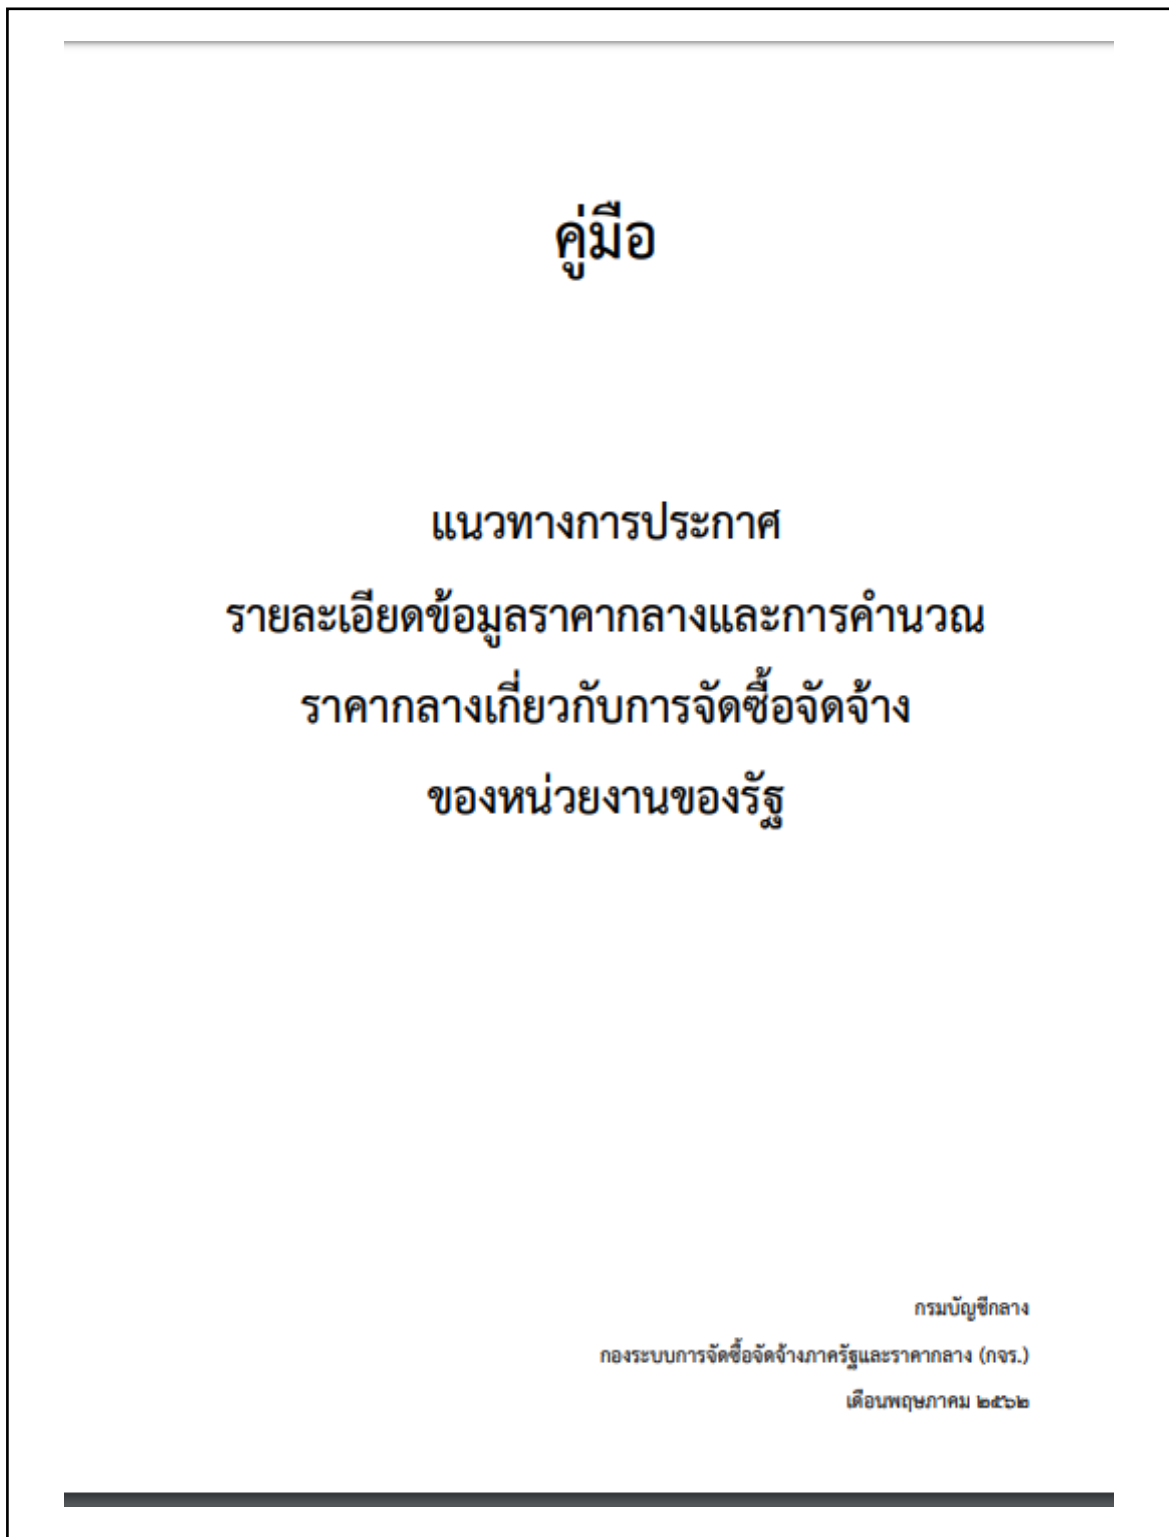 คู่มือ
แนวทางการประกาศ
รายละเอียดข้อมูลราคากลางและการคำนวณ
ราคากลางเกี่ยวกับการจัดซื้อจัดจ้าง
ของหน่วยงานของรัฐ
กรมบัญชีกลาง
กองระบบการจัดซื้อจัดจ้างภาครัฐและราคากลาง (กจร.)
เดือนพฤษภาคม ๒๕๖๒